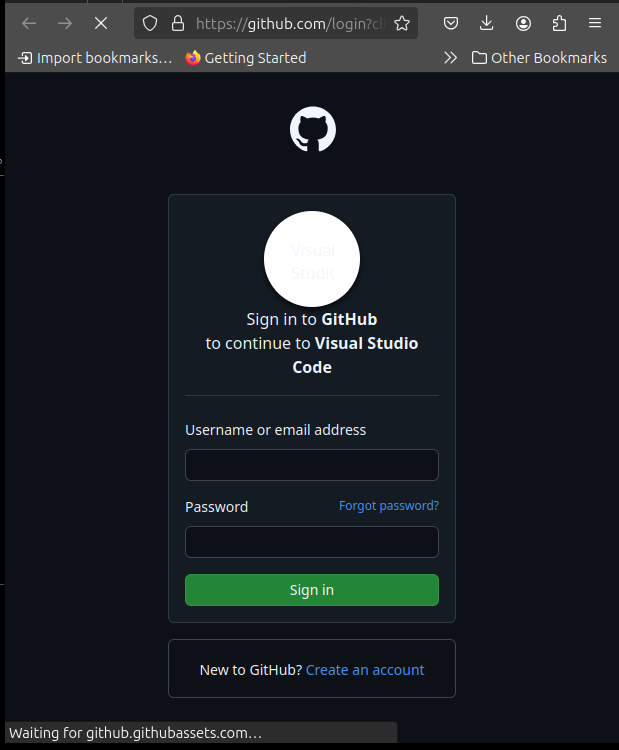 https://github.com/login?cli
Import bookmarks…
Getting Started
Other Bookmarks
Visual
Studi
Sign in to GitHub
to continue to Visual Studio
Code
Username or email address
Password
Forgot password?
Sign in
New to GitHub? Create an account
Waiting for github.githubassets.com…